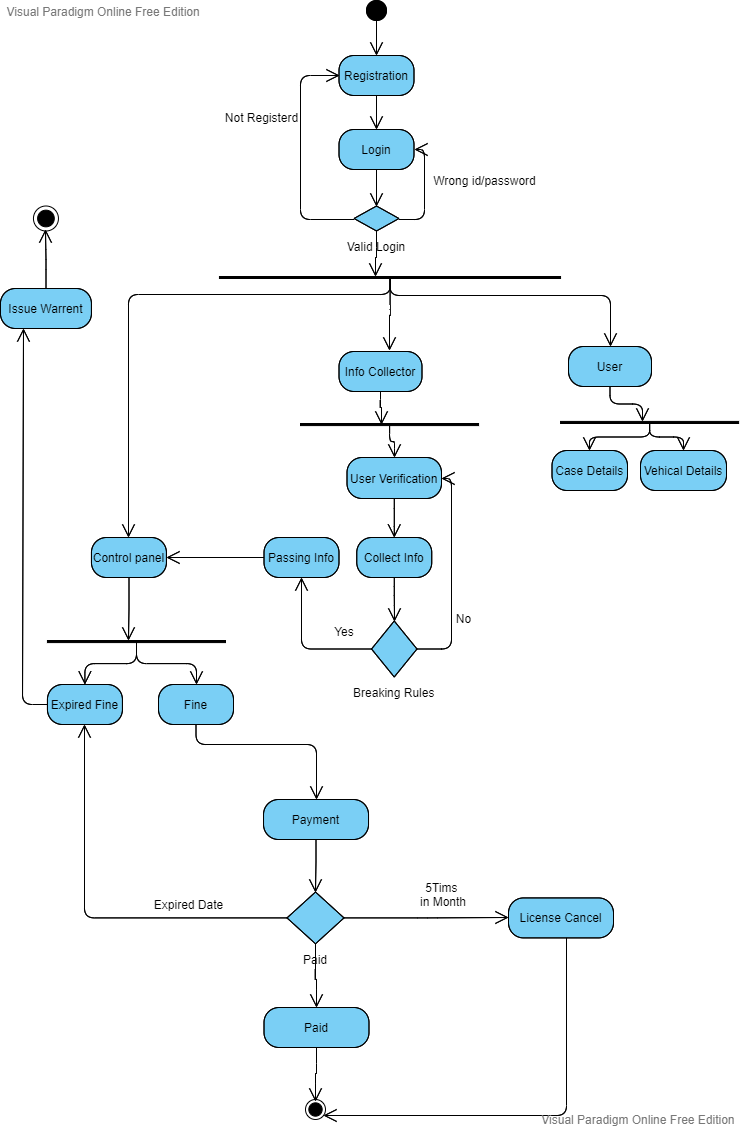 Visual Paradigm Online Free Edition
Registration
Not Registerd
Login
Wrong id/password
Valid Login
Issue Warrent
Info Collector
User
User Verification
Case Details
Vehical Details
Control panel
Passing Info
Collect Info
Yes
No
Breaking Rules
Expired Fine
Fine
Payment
Expired Date
5Tims
in Month
License Cancel
Paid
Paid
Visual Paradigm Online Free Edition